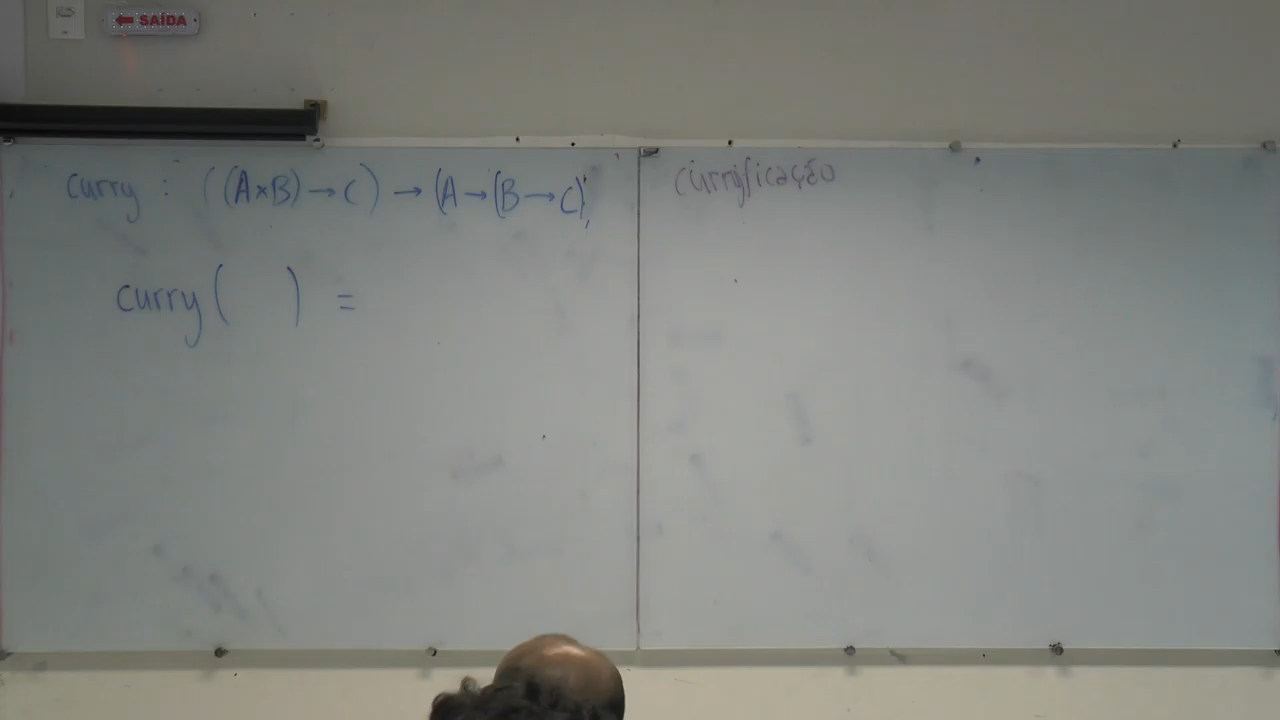 ← SAÍDA
curry : ((A×B)→C) → (A→(B→C))
curry( ) =
currificação